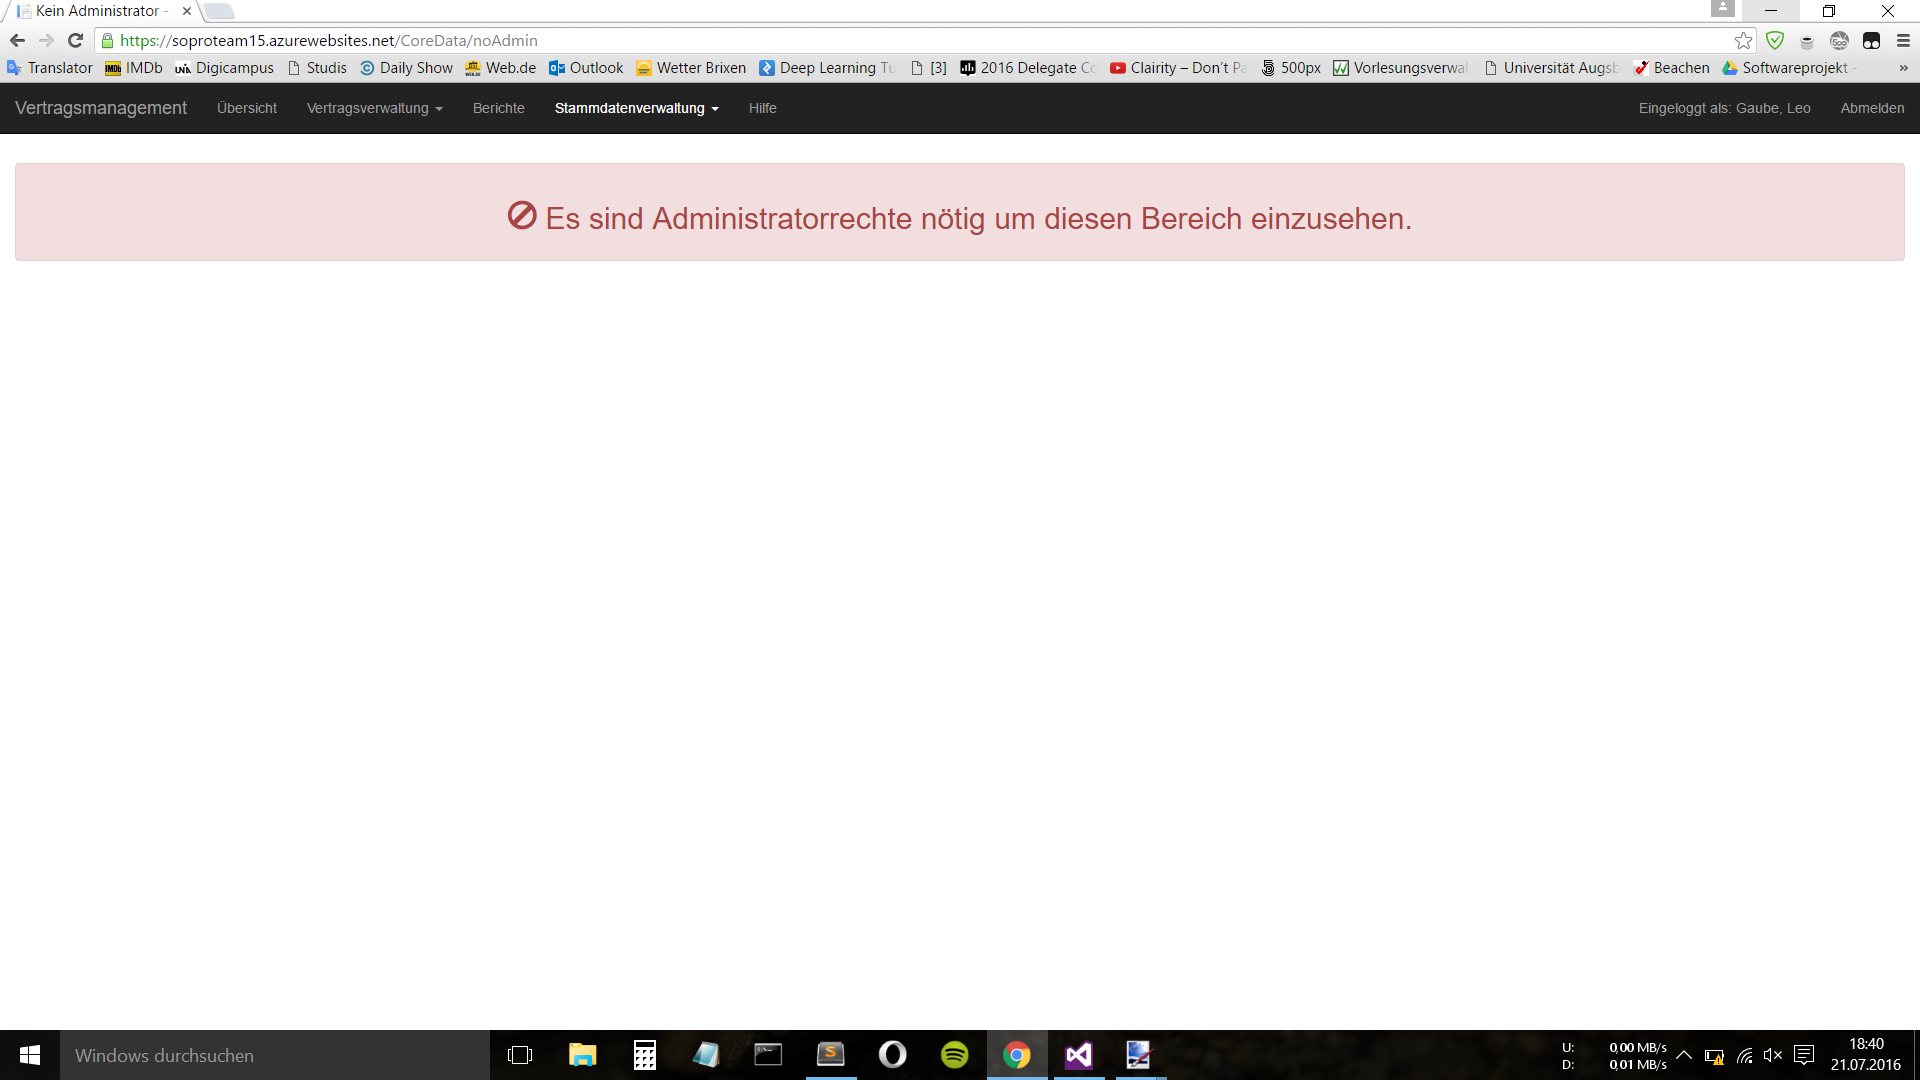 Kein Administrator -
https://soproteam15.azurewebsites.net/CoreData/noAdmin
Translator IMDb Digicampus Studis Daily Show Web.de Outlook Wetter Brixen Deep Learning Tu [3] 2016 Delegate Co Clairity – Don't Pa 500px Vorlesungsverwal Universität Augsb Beachen Softwareprojekt - »
Vertragsmanagement Übersicht Vertragsverwaltung Berichte Stammdatenverwaltung Hilfe Eingeloggt als: Gaube, Leo Abmelden
Es sind Administratorrechte nötig um diesen Bereich einzusehen.
Windows durchsuchen
U: 0,00 MB/s
D: 0,01 MB/s
18:40
21.07.2016